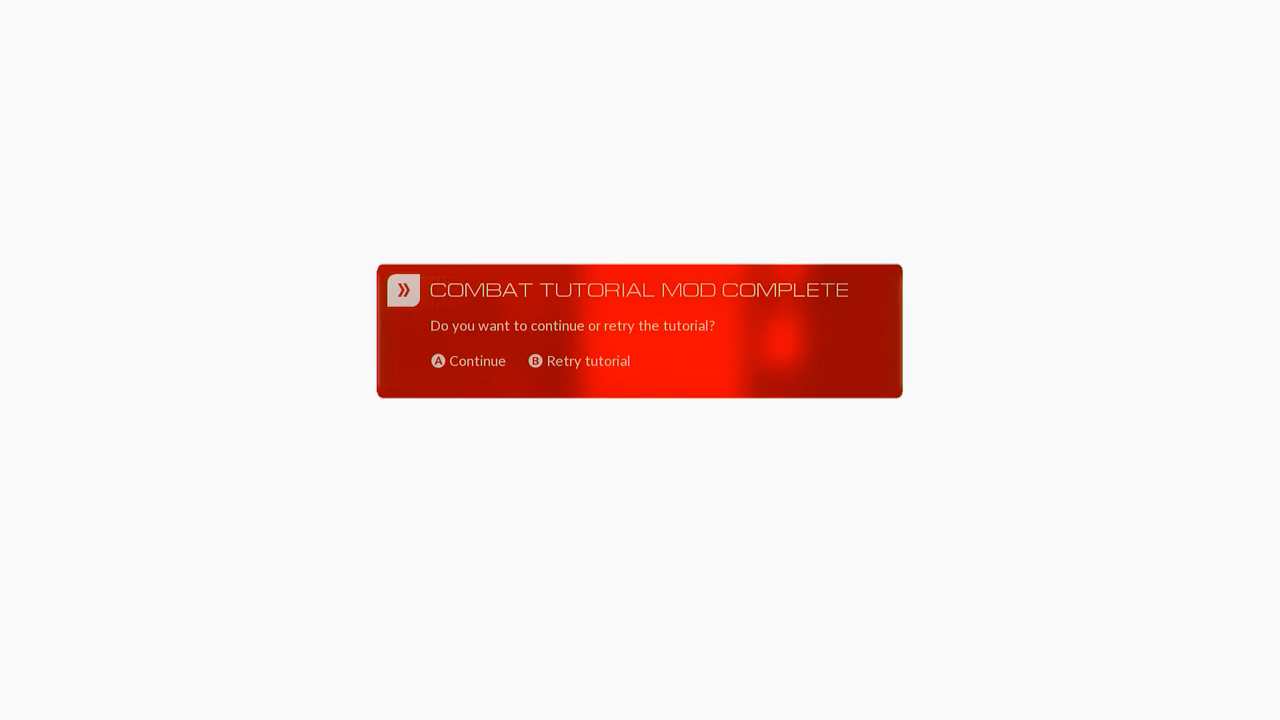 COMBAT TUTORIAL MOD COMPLETE
Do you want to continue or retry the tutorial?
A Continue B Retry tutorial